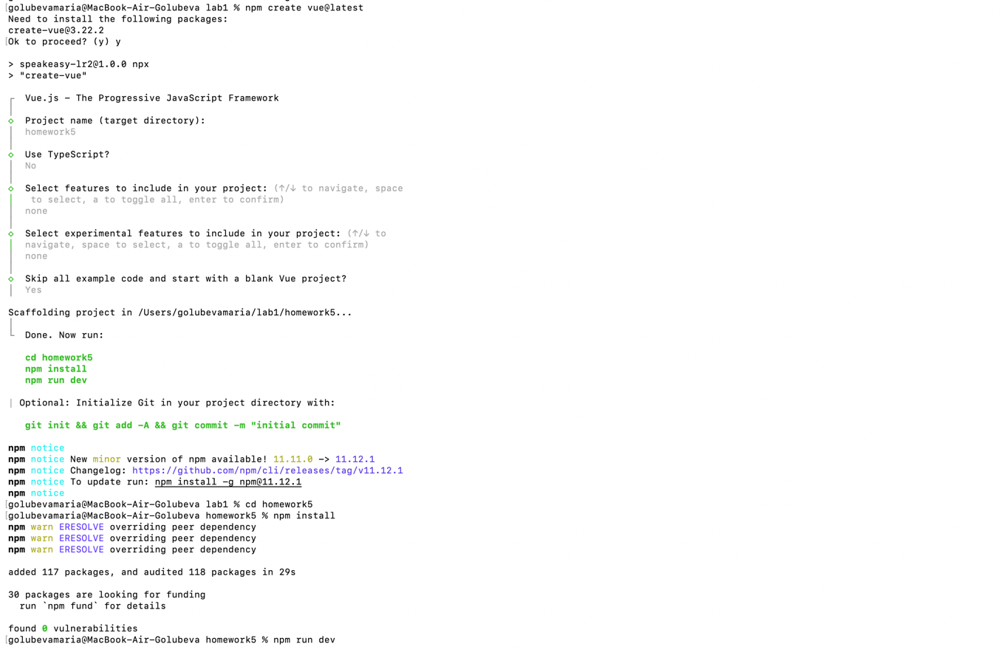 [golubevamaria@MacBook-Air-Golubeva lab1 % npm create vue@latest
Need to install the following packages:
create-vue@3.22.2
[Ok to proceed? (y) y
> speakeasy-lr2@1.0.0 npx
> "create-vue"
Vue.js - The Progressive JavaScript Framework
Project name (target directory):
homework5
Use TypeScript?
No
Select features to include in your project: (↑/↓ to navigate, space
to select, a to toggle all, enter to confirm)
none
Select experimental features to include in your project: (↑/↓ to
navigate, space to select, a to toggle all, enter to confirm)
none
Skip all example code and start with a blank Vue project?
Yes
Scaffolding project in /Users/golubevamaria/lab1/homework5...
Done. Now run:
cd homework5
npm install
npm run dev
| Optional: Initialize Git in your project directory with:
git init && git add -A && git commit -m "initial commit"
npm notice
npm notice New minor version of npm available! 11.11.0 -> 11.12.1
npm notice Changelog: https://github.com/npm/cli/releases/tag/v11.12.1
npm notice To update run: npm install -g npm@11.12.1
npm notice
[golubevamaria@MacBook-Air-Golubeva lab1 % cd homework5
[golubevamaria@MacBook-Air-Golubeva homework5 % npm install
npm warn ERESOLVE overriding peer dependency
npm warn ERESOLVE overriding peer dependency
npm warn ERESOLVE overriding peer dependency
added 117 packages, and audited 118 packages in 29s
30 packages are looking for funding
run `npm fund` for details
found 0 vulnerabilities
[golubevamaria@MacBook-Air-Golubeva homework5 % npm run dev